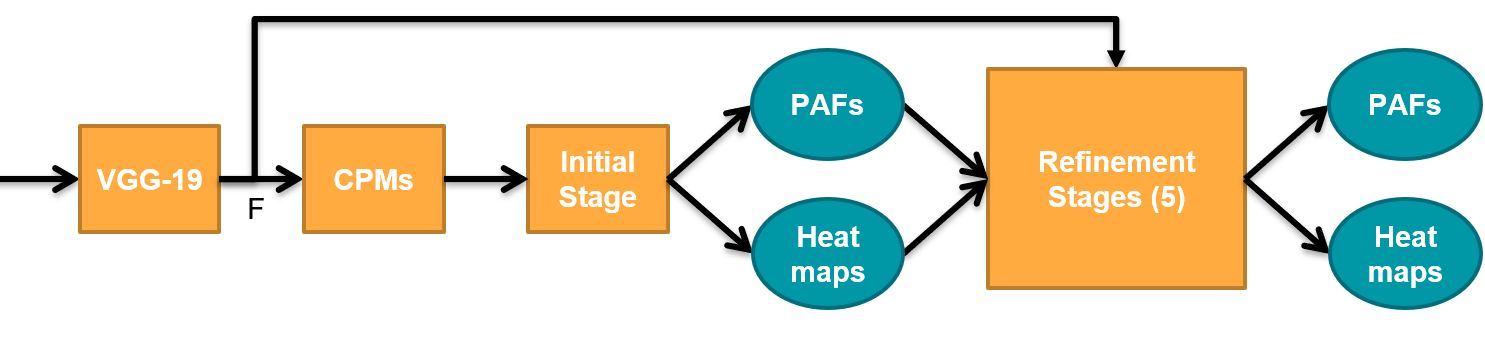 VGG-19
F
CPMs
Initial
Stage
PAFs
Heat
maps
Refinement
Stages (5)
PAFs
Heat
maps